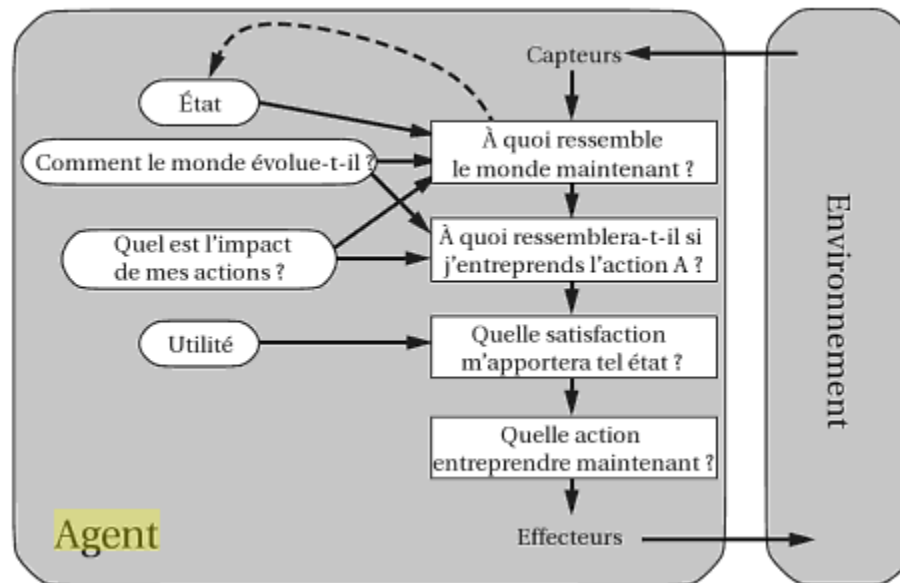 Capteurs
État
À quoi ressemble
le monde maintenant ?
Comment le monde évolue-t-il ?
Quel est l'impact
de mes actions ?
À quoi ressemblera-t-il si
j'entreprends l'action A ?
Utilité
Quelle satisfaction
m'apportera tel état ?
Quelle action
entreprendre maintenant ?
Agent
Effecteurs
Environnement